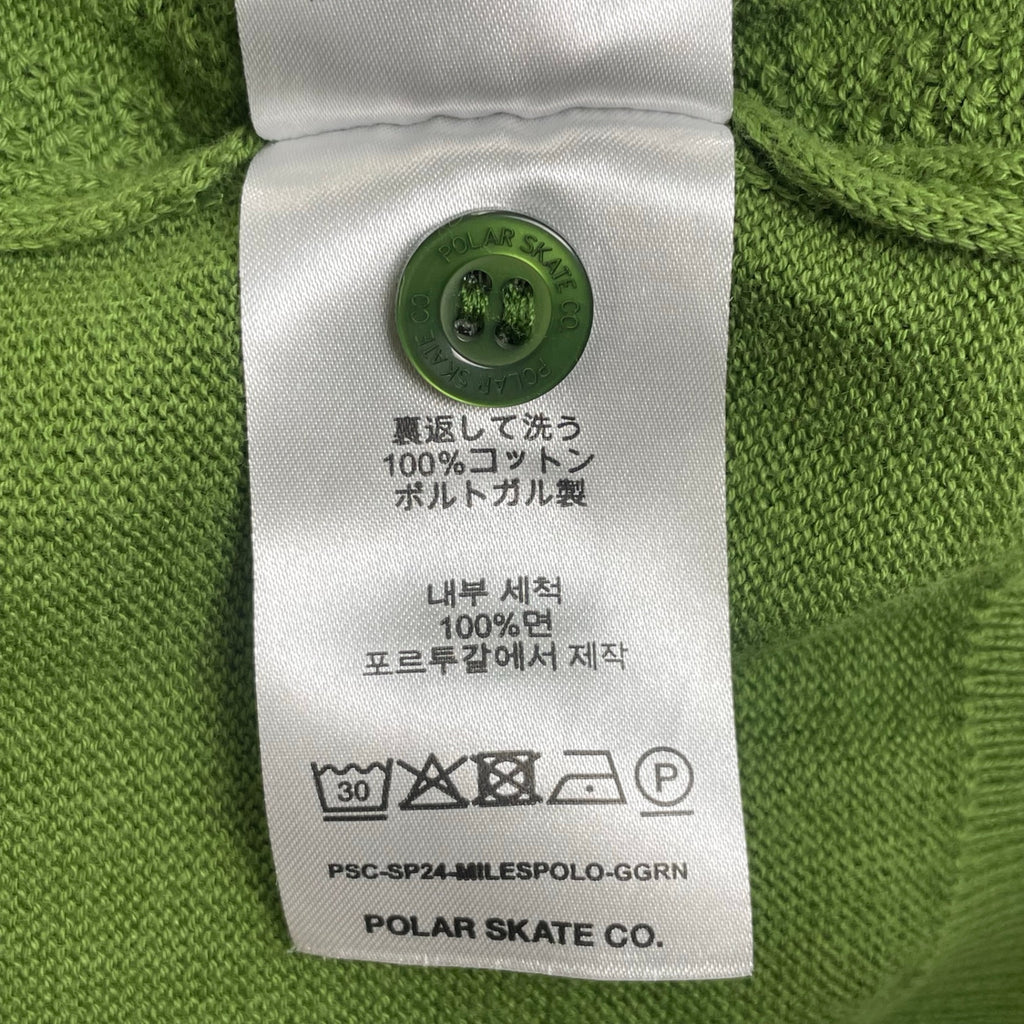 POLAR SKATE CO
POLAR SKATE CO
裏返して洗う
100%コットン
ポルトガル製
내부 세척
100%면
포르투갈에서 제작
30
P
PSC-SP24-MILESPOLO-GGRN
POLAR SKATE CO.